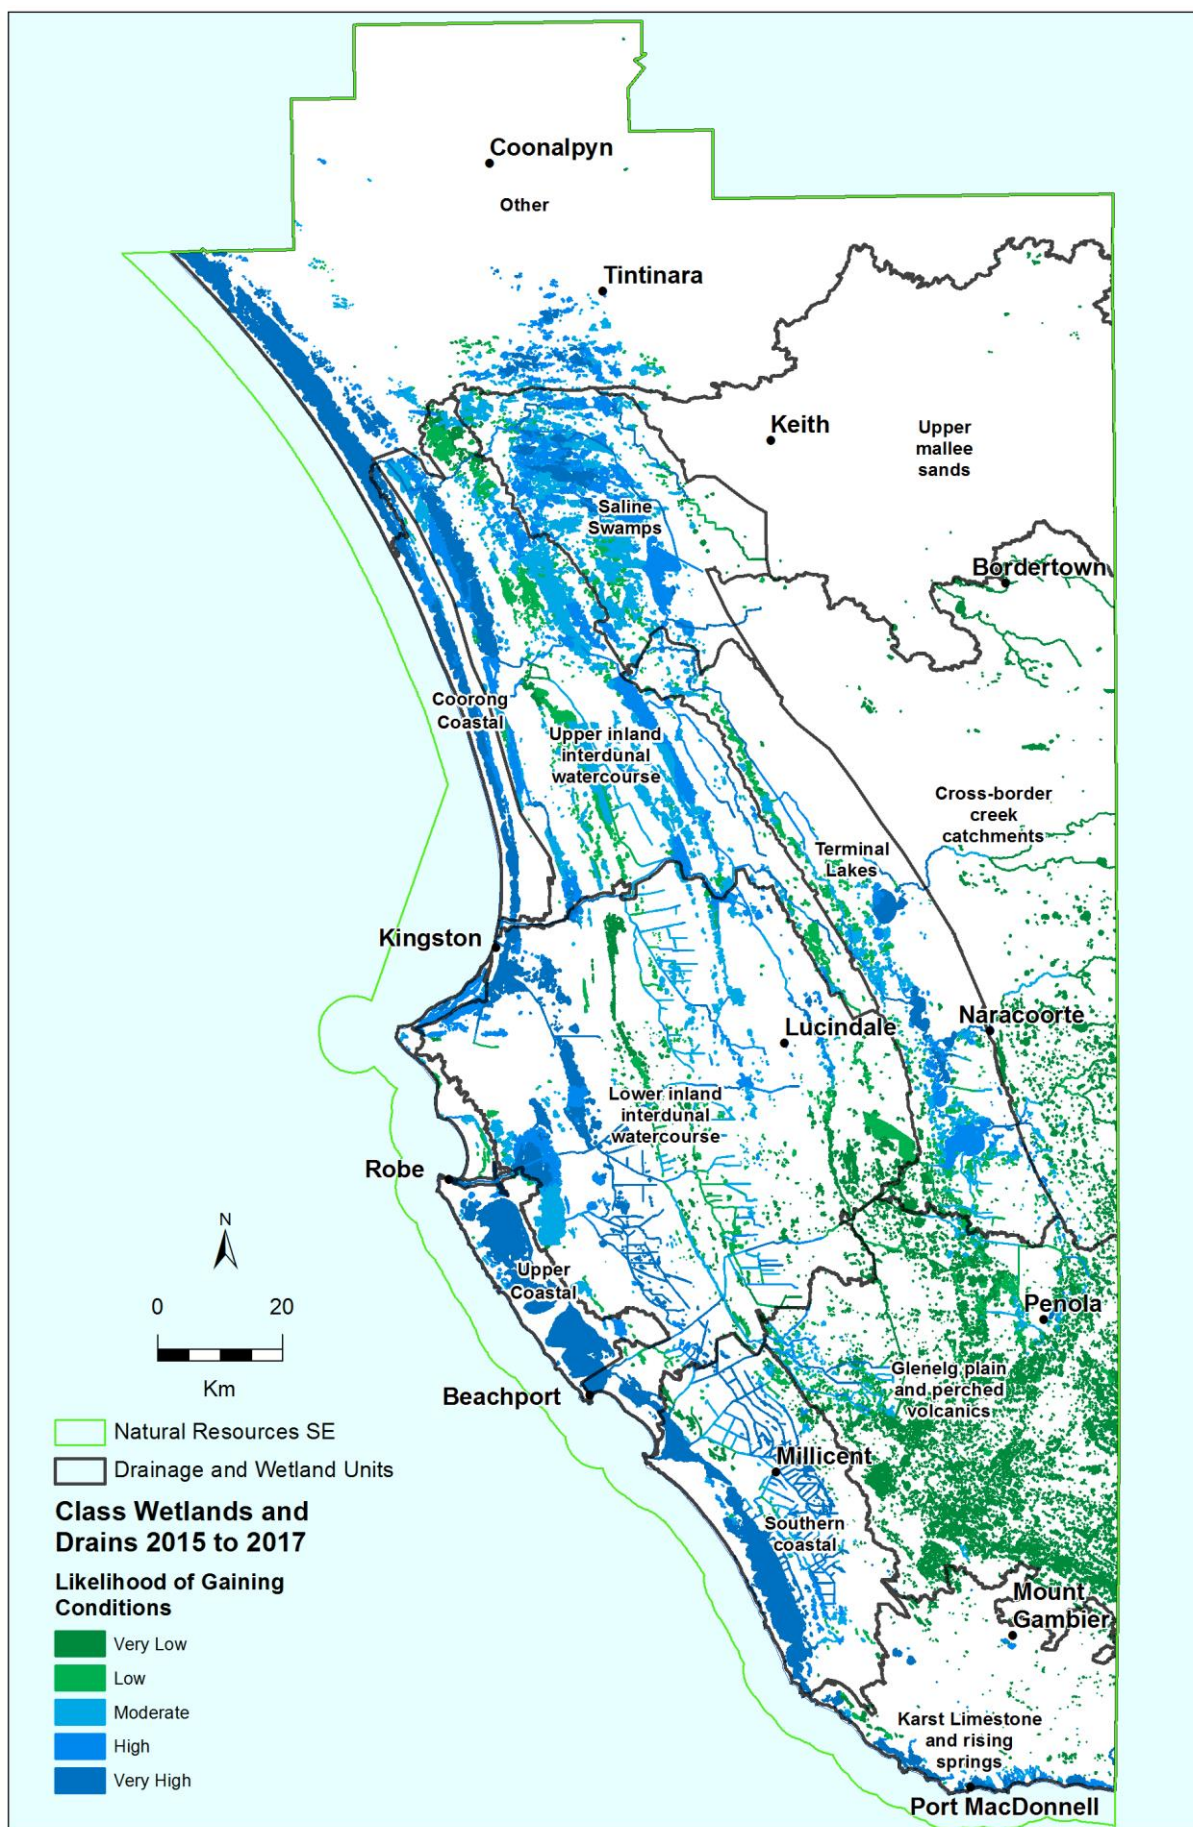 Coonalpyn
Other
Tintinara
Keith
Upper
mallee
sands
Saline
Swamps
Bordertown
Coorong
Coastal
Upper inland
interdunal
watercourse
Cross-border
creek
catchments
Terminal
Lakes
Kingston
Naracoorte
Lucindale
Lower inland
interdunal
watercourse
Robe
N
Upper
Coastal
0 20
Km
Penola
Glenelg plain
and perched
volcanics
Beachport
Millicent
Southern
coastal
Mount
Gambier
Karst Limestone
and rising
springs
Port MacDonnell
Natural Resources SE
Drainage and Wetland Units
Class Wetlands and
Drains 2015 to 2017
Likelihood of Gaining
Conditions
Very Low
Low
Moderate
High
Very High